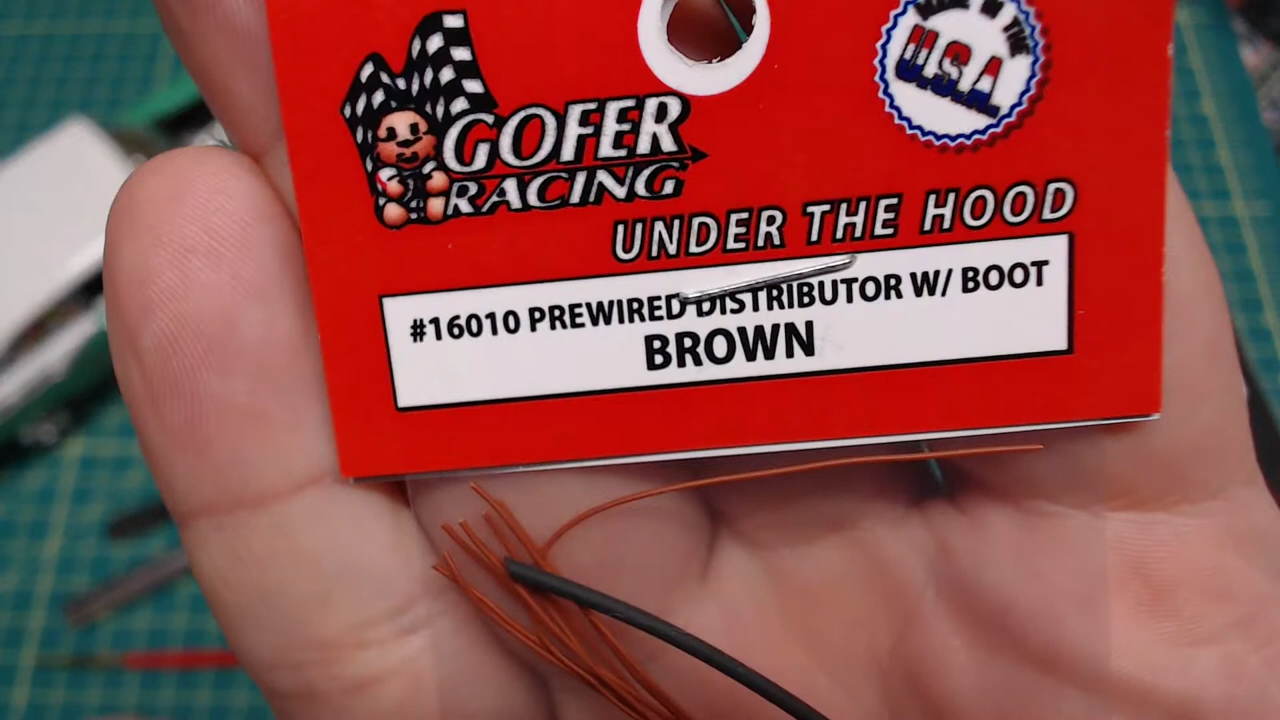 MADE IN THE
U.S.A.
GOFER
RACING
UNDER THE HOOD
#16010 PREWIRED DISTRIBUTOR W/ BOOT
BROWN